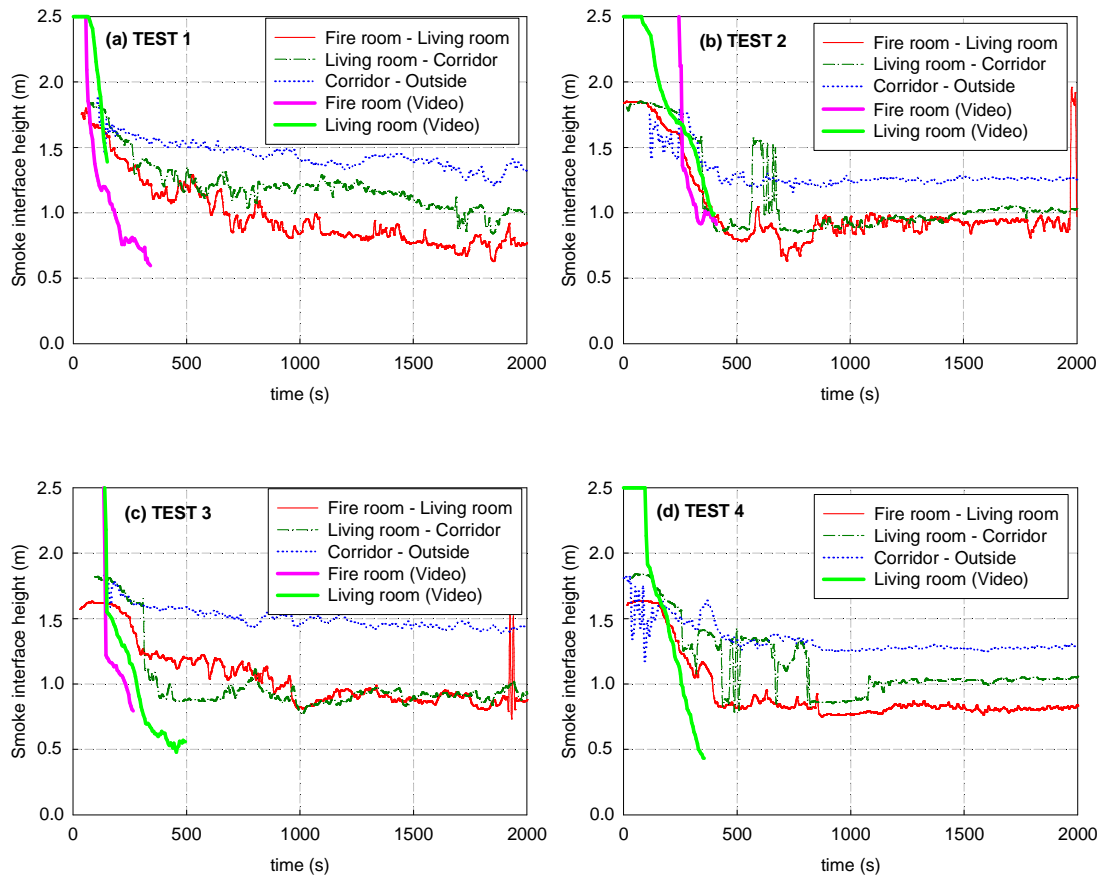 (a) TEST 1
Fire room - Living room
Living room - Corridor
Corridor - Outside
Fire room (Video)
Living room (Video)
Smoke interface height (m)
2.5
2.0
1.5
1.0
0.5
0.0
0
500
1000
1500
2000
time (s)
(b) TEST 2
Fire room - Living room
Living room - Corridor
Corridor - Outside
Fire room (Video)
Living room (Video)
Smoke interface height (m)
2.5
2.0
1.5
1.0
0.5
0.0
0
500
1000
1500
2000
time (s)
(c) TEST 3
Fire room - Living room
Living room - Corridor
Corridor - Outside
Fire room (Video)
Living room (Video)
Smoke interface height (m)
2.5
2.0
1.5
1.0
0.5
0.0
0
500
1000
1500
2000
time (s)
(d) TEST 4
Fire room - Living room
Living room - Corridor
Corridor - Outside
Living room (Video)
Smoke interface height (m)
2.5
2.0
1.5
1.0
0.5
0.0
0
500
1000
1500
2000
time (s)